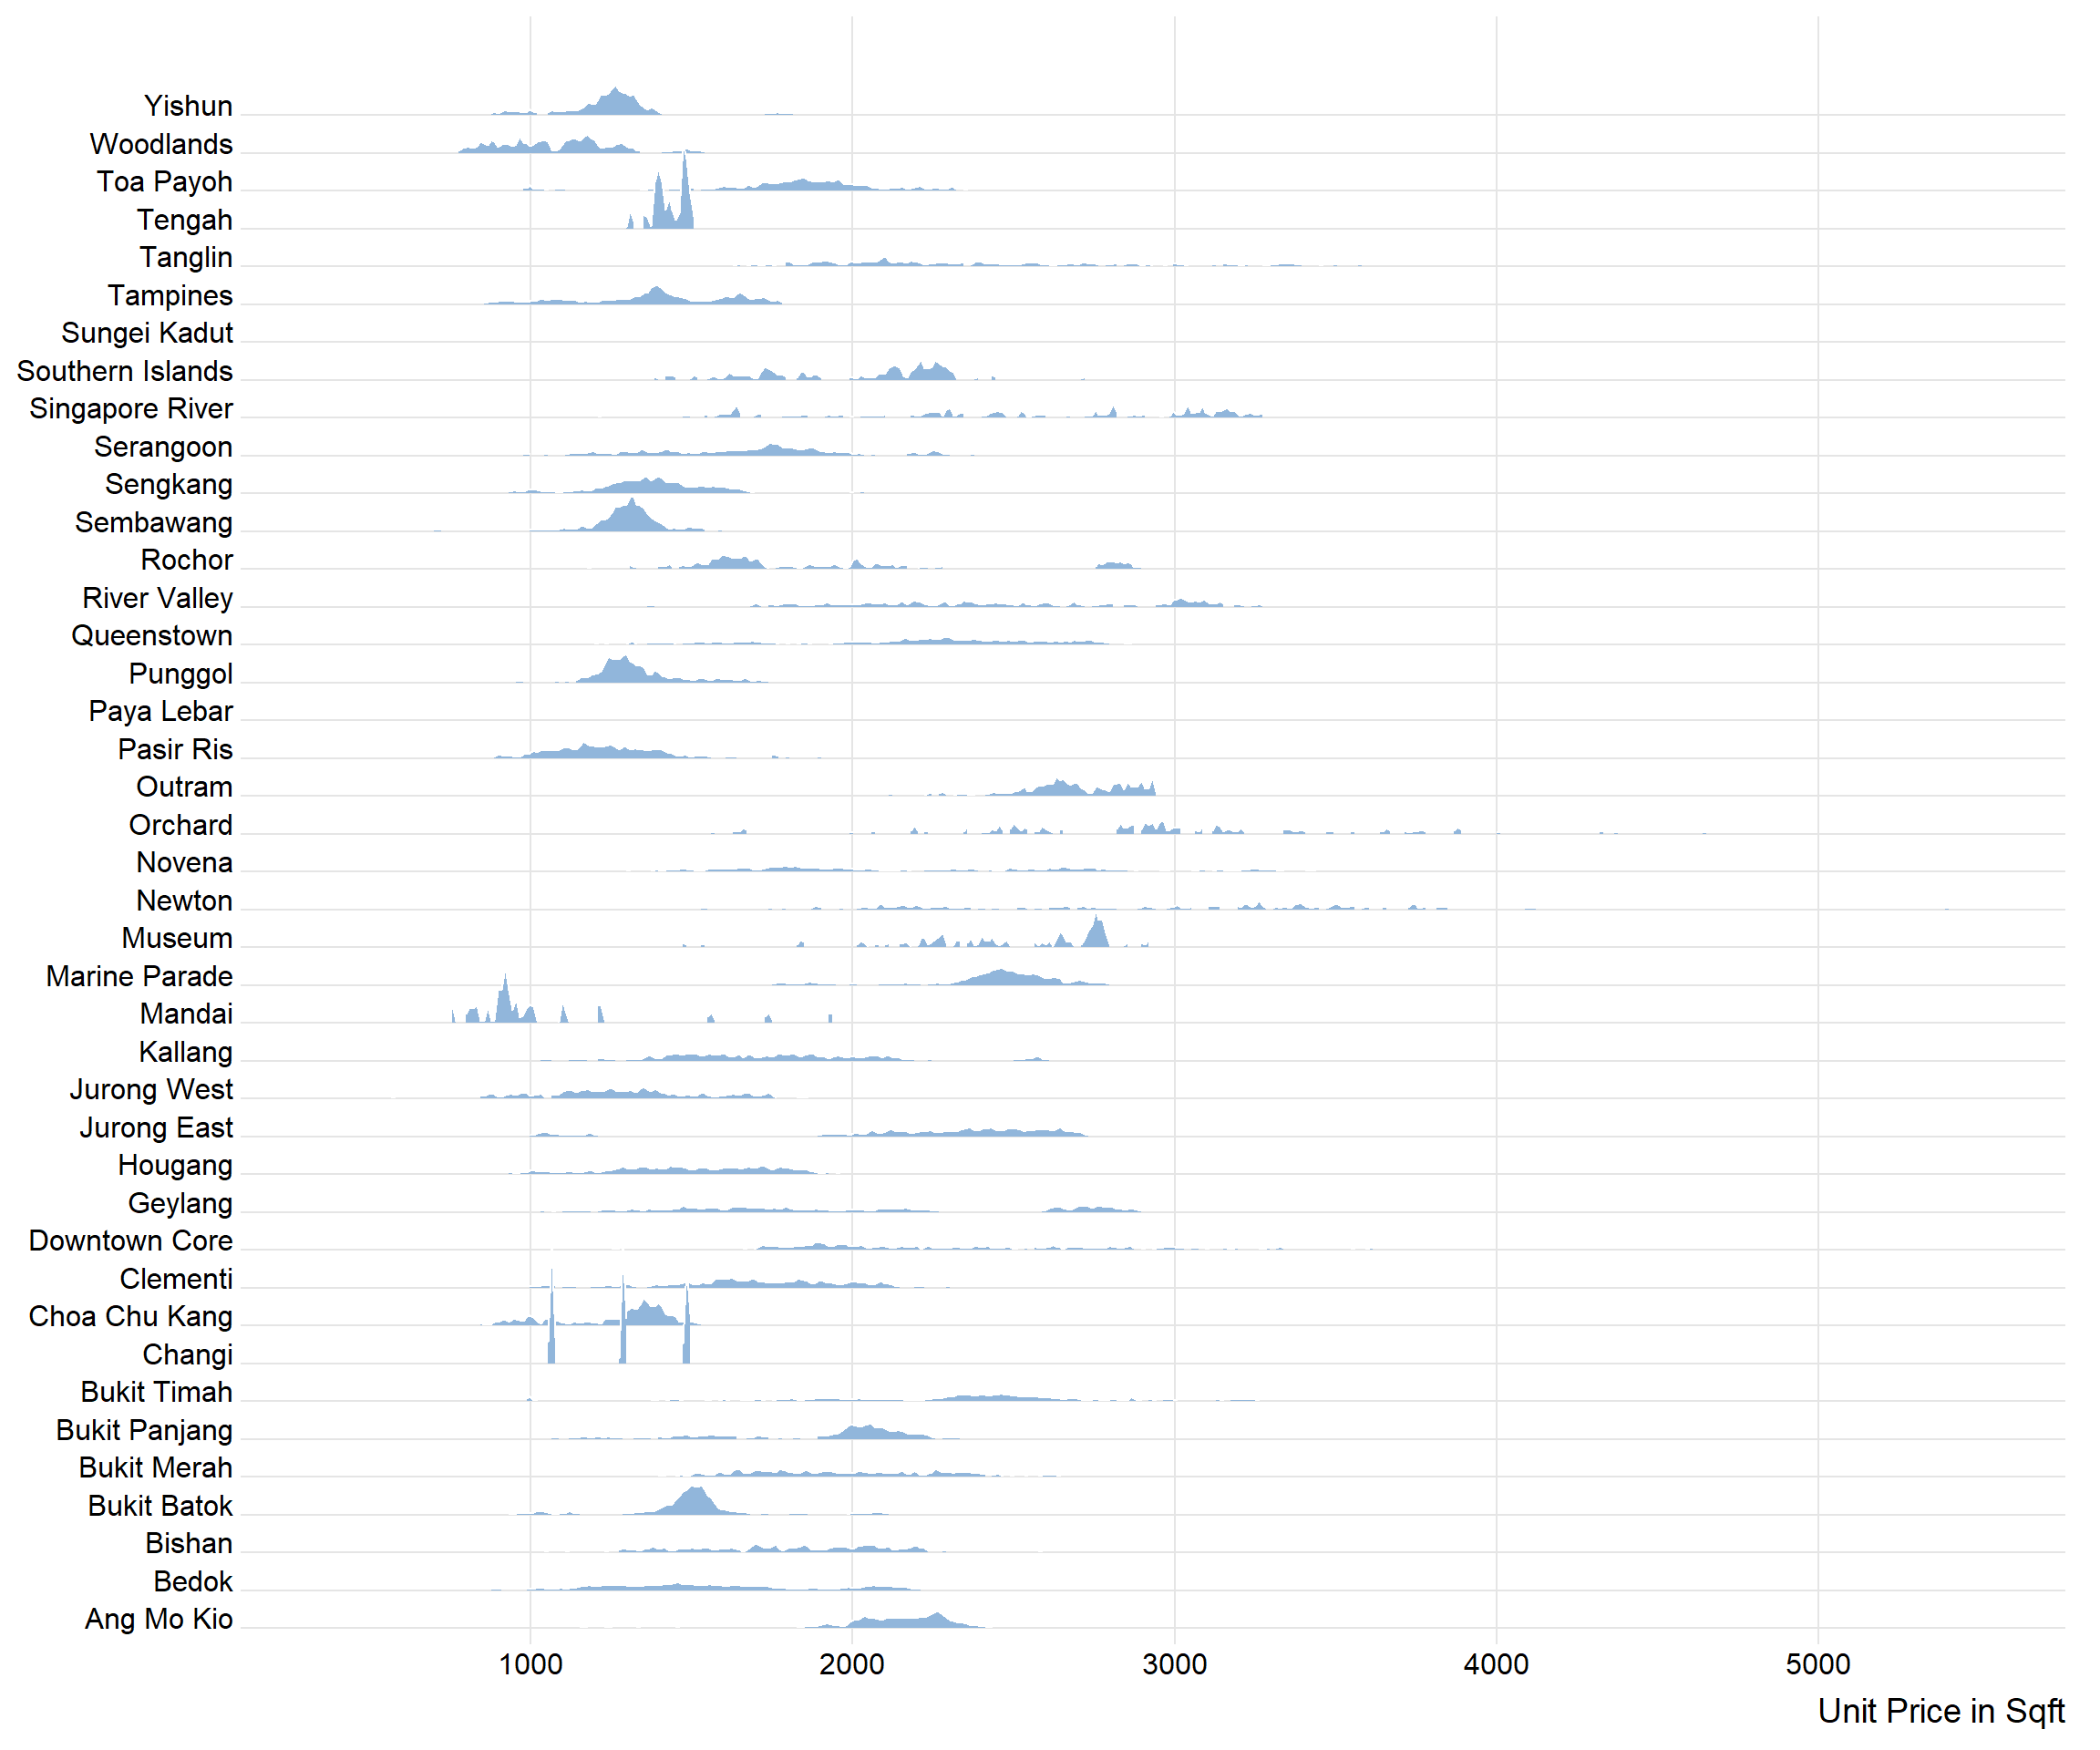 Yishun
Woodlands
Toa Payoh
Tengah
Tanglin
Tampines
Sungei Kadut
Southern Islands
Singapore River
Serangoon
Sengkang
Sembawang
Rochor
River Valley
Queenstown
Punggol
Paya Lebar
Pasir Ris
Outram
Orchard
Novena
Newton
Museum
Marine Parade
Mandai
Kallang
Jurong West
Jurong East
Hougang
Geylang
Downtown Core
Clementi
Choa Chu Kang
Changi
Bukit Timah
Bukit Panjang
Bukit Merah
Bukit Batok
Bishan
Bedok
Ang Mo Kio
1000 2000 3000 4000 5000
Unit Price in Sqft